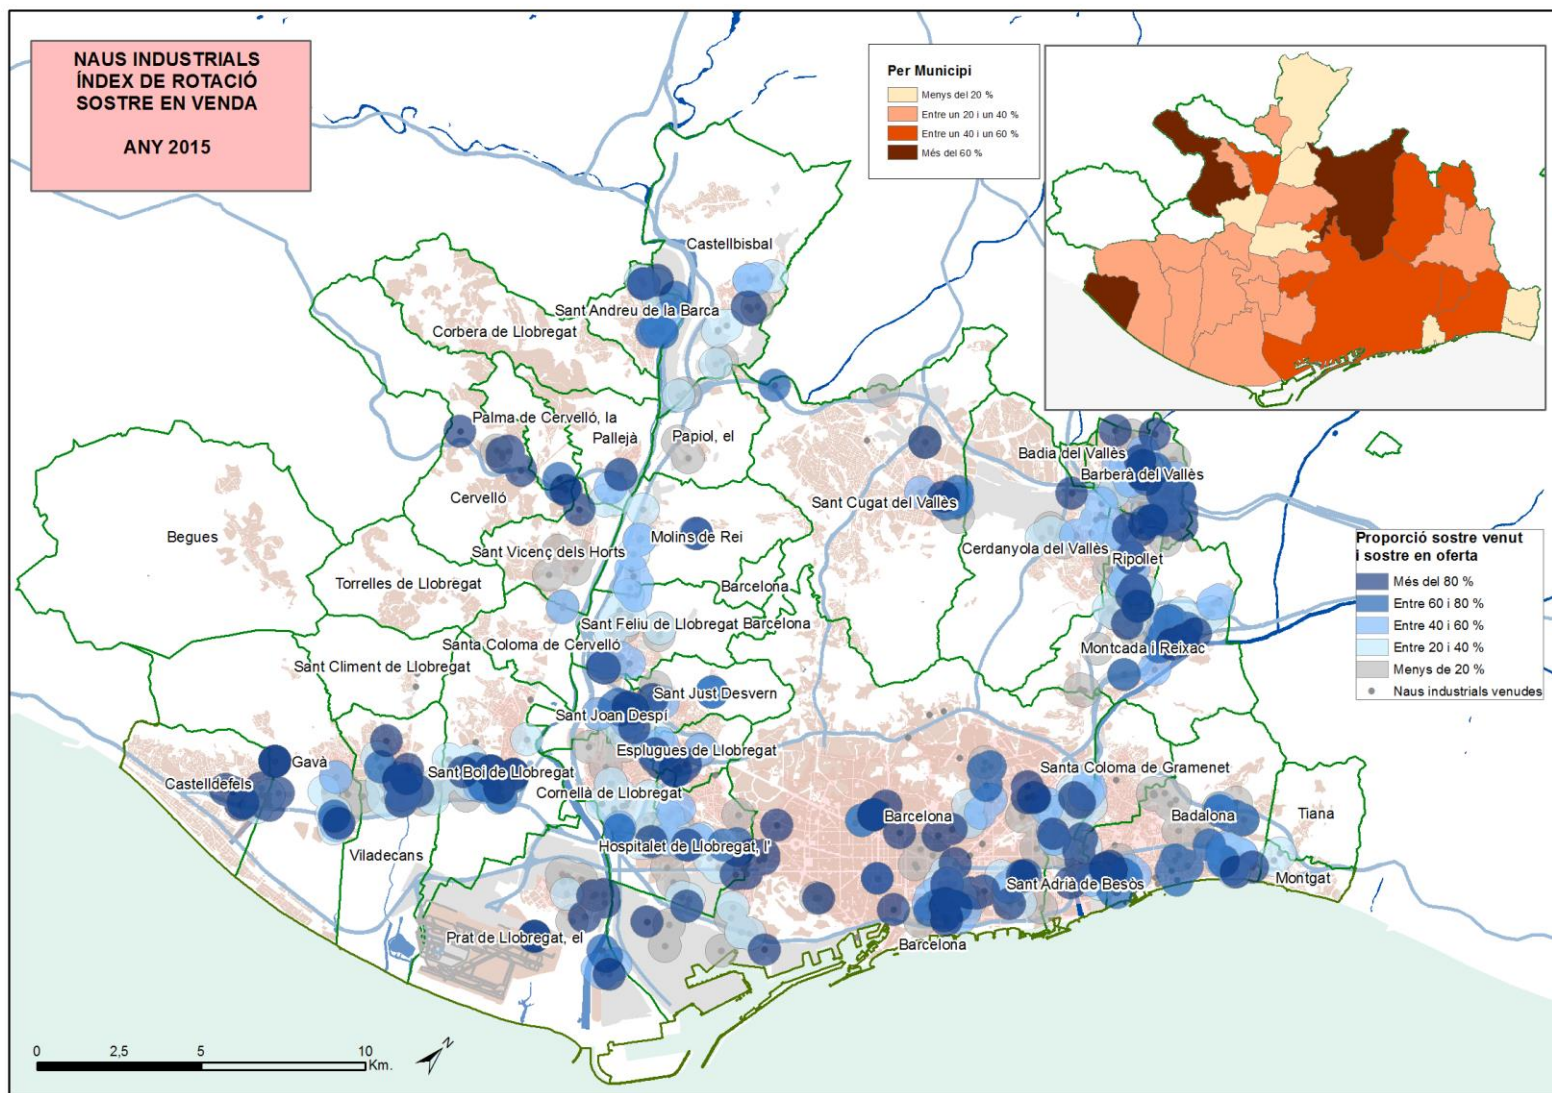 NAUS INDUSTRIALS
ÍNDEX DE ROTACIÓ
SOSTRE EN VENDA
ANY 2015
Per Municipi
Menys del 20 %
Entre un 20 i un 40 %
Entre un 40 i un 60 %
Més del 60 %
Castellbisbal
Sant Andreu de la Barca
Corbera de Llobregat
Palma de Cervelló, la
Pallejà
Papiol, el
Badia del Vallès
Barberà del Vallès
Cervelló
Sant Cugat del Vallès
Begues
Sant Vicenç dels Horts
Molins de Rei
Cerdanyola del Vallès
Ripollet
Torrelles de Llobregat
Barcelona
Sant Feliu de Llobregat
Barcelona
Santa Coloma de Cervelló
Montcada i Reixac
Sant Climent de Llobregat
Sant Just Desvern
Sant Joan Despí
Esplugues de Llobregat
Gavà
Sant Boi de Llobregat
Santa Coloma de Gramenet
Castelldefels
Cornellà de Llobregat
Barcelona
Badalona
Tiana
Viladecans
Hospitalet de Llobregat, l'
Montgat
Sant Adrià de Besòs
Prat de Llobregat, el
Barcelona
Proporció sostre venut
i sostre en oferta
Més del 80 %
Entre 60 i 80 %
Entre 40 i 60 %
Entre 20 i 40 %
Menys de 20 %
Naus industrials venudes
0 2,5 5 10
Km.
N